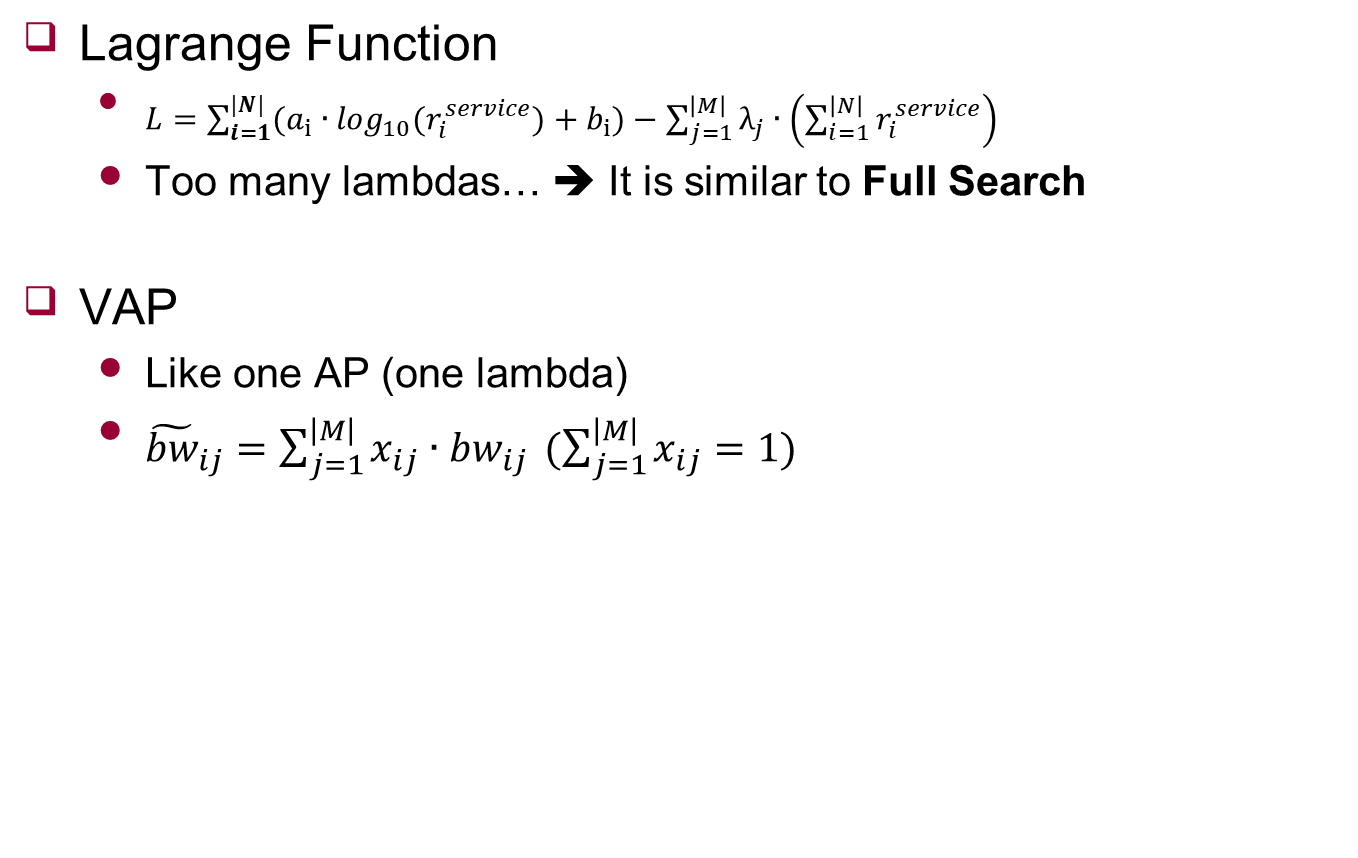 Lagrange Function
L = ∑_{i=1}^{|N|}(a_i · log_{10}(r_i^{service}) + b_i) − ∑_{j=1}^{|M|} λ_j · (∑_{i=1}^{|N|} r_i^{service})
Too many lambdas… ➔ It is similar to Full Search
VAP
Like one AP (one lambda)
\widetilde{bw}_{ij} = ∑_{j=1}^{|M|} x_{ij} · bw_{ij} (∑_{j=1}^{|M|} x_{ij} = 1)